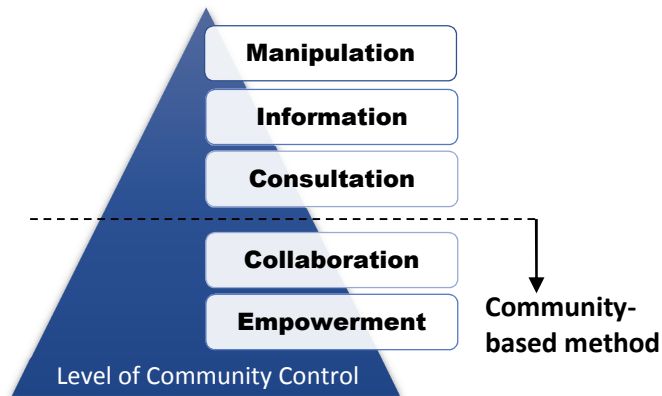 Manipulation
Information
Consultation
Collaboration
Empowerment
Community-
based method
Level of Community Control